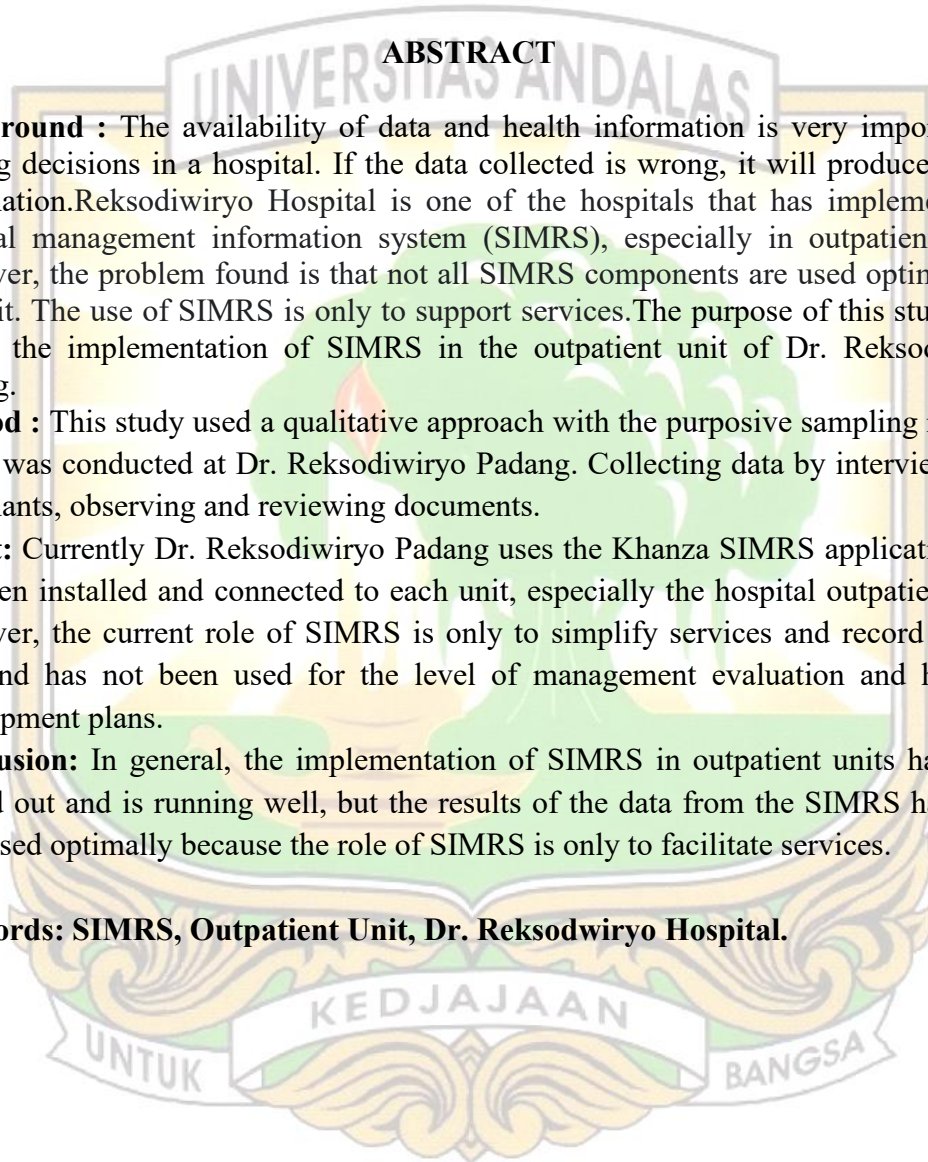 UNIVERSITAS ANDALAS
ABSTRACT
round : The availability of data and health information is very impor
g decisions in a hospital. If the data collected is wrong, it will produce
nation.Reksodiwiryo Hospital is one of the hospitals that has impleme
al management information system (SIMRS), especially in outpatien
ver, the problem found is that not all SIMRS components are used optim
it. The use of SIMRS is only to support services.The purpose of this stu
the implementation of SIMRS in the outpatient unit of Dr. Reksod
g.
od : This study used a qualitative approach with the purposive sampling
was conducted at Dr. Reksodiwiryo Padang. Collecting data by intervie
nants, observing and reviewing documents.
t: Currently Dr. Reksodiwiryo Padang uses the Khanza SIMRS applicati
en installed and connected to each unit, especially the hospital outpatie
ver, the current role of SIMRS is only to simplify services and record
nd has not been used for the level of management evaluation and h
pment plans.
usion: In general, the implementation of SIMRS in outpatient units ha
d out and is running well, but the results of the data from the SIMRS ha
sed optimally because the role of SIMRS is only to facilitate services.
ords: SIMRS, Outpatient Unit, Dr. Reksodwiryo Hospital.
KEDJAJAAN
UNTUK BANGSA